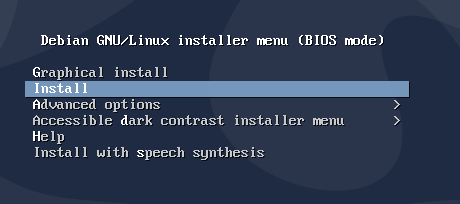 Debian GNU/Linux installer menu (BIOS mode)
Graphical install
Install
Advanced options >
Accessible dark contrast installer menu >
Help
Install with speech synthesis